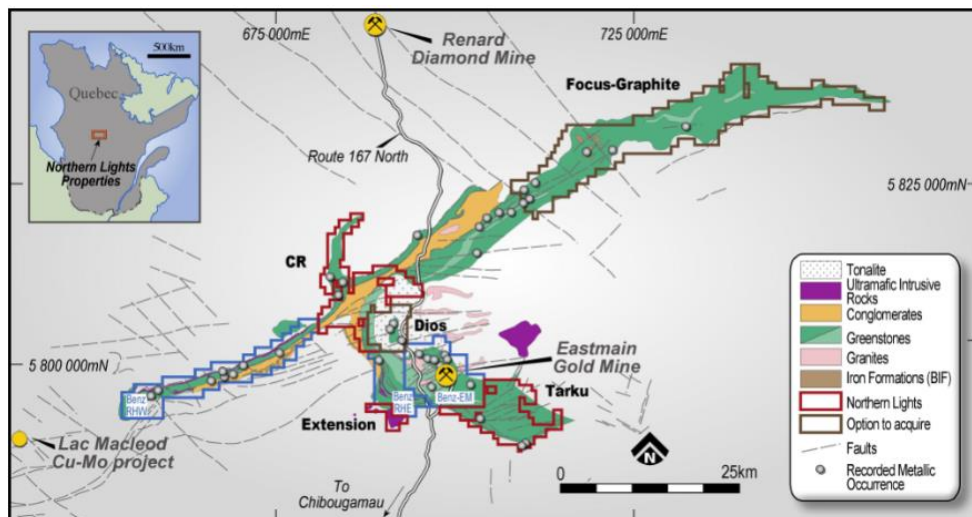 675 000mE
725 000mE
500km
Quebec
Northern Lights
Properties
Renard
Diamond Mine
Focus-Graphite
Route 167 North
5 825 000mN
CR
Dios
5 800 000mN
Eastmain
Gold Mine
Benz
RHW
Benz
RHE
Benz-EM
Tarku
Extension
Lac Macleod
Cu-Mo project
To
Chibougamau
N
0
25km
Tonalite
Ultramafic Intrusive
Rocks
Conglomerates
Greenstones
Granites
Iron Formations (BIF)
Northern Lights
Option to acquire
Faults
Recorded Metallic
Occurrence